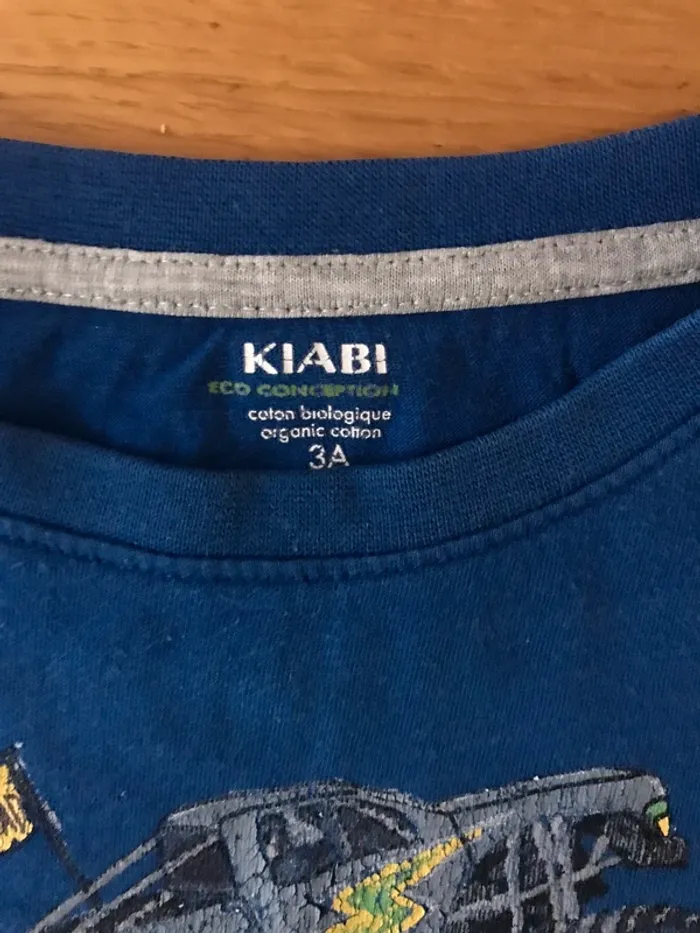 KIABI
ECO CONCEPTION
coton biologique
organic cotton
3A